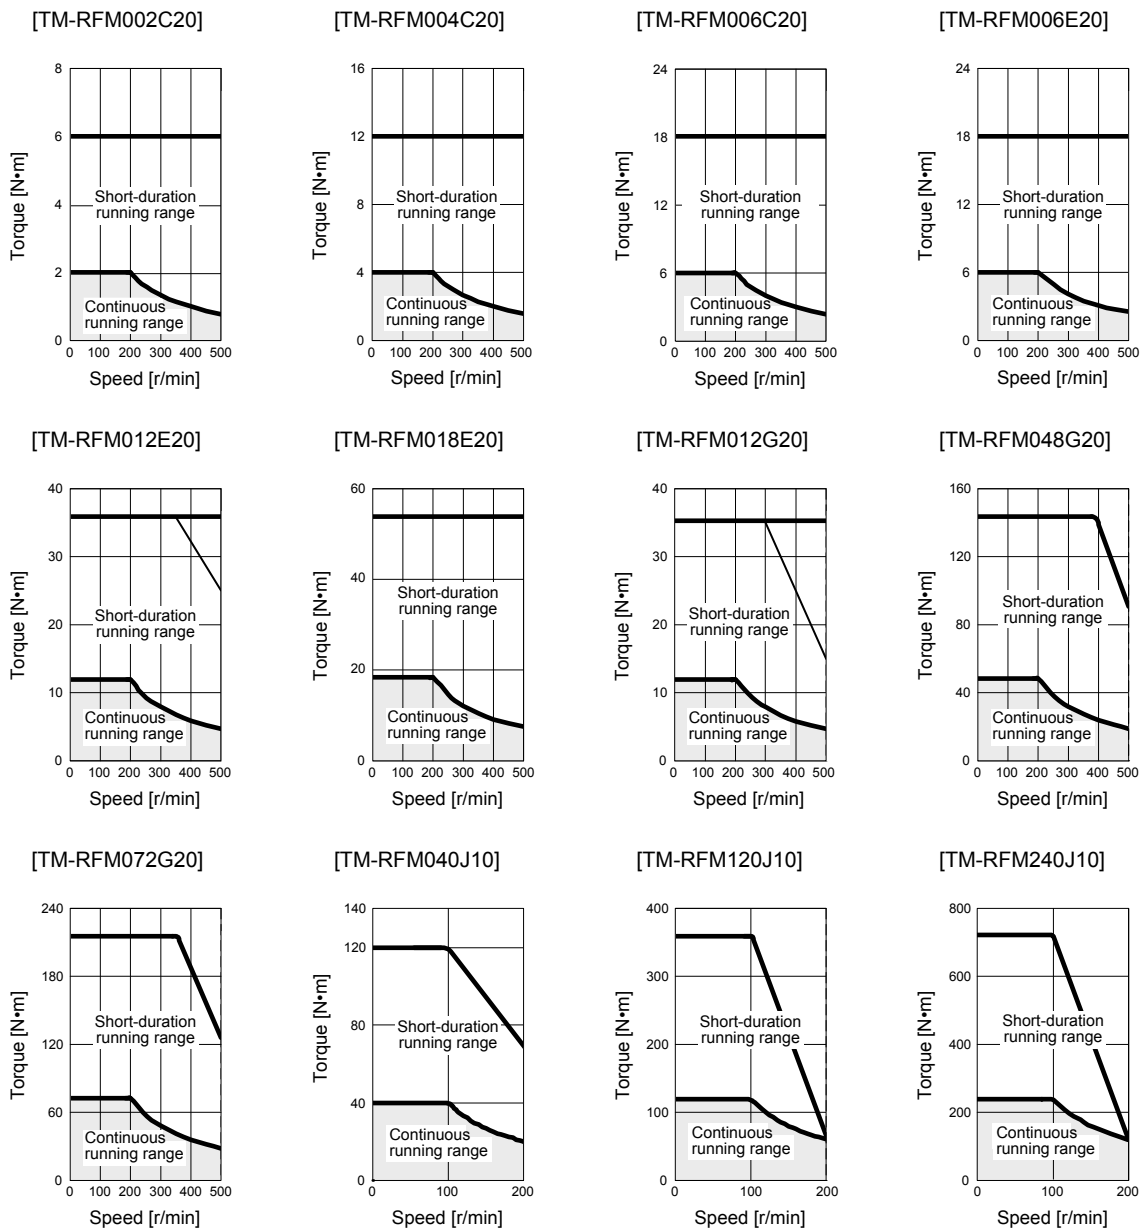 [TM-RFM002C20]
8
6
4
2
0
Torque [N•m]
Short-duration
running range
Continuous
running range
0 100 200 300 400 500
Speed [r/min]
[TM-RFM004C20]
16
12
8
4
0
Torque [N•m]
Short-duration
running range
Continuous
running range
0 100 200 300 400 500
Speed [r/min]
[TM-RFM006C20]
24
18
12
6
0
Torque [N•m]
Short-duration
running range
Continuous
running range
0 100 200 300 400 500
Speed [r/min]
[TM-RFM006E20]
24
18
12
6
0
Torque [N•m]
Short-duration
running range
Continuous
running range
0 100 200 300 400 500
Speed [r/min]
[TM-RFM012E20]
40
30
20
10
0
Torque [N•m]
Short-duration
running range
Continuous
running range
0 100 200 300 400 500
Speed [r/min]
[TM-RFM018E20]
60
40
20
0
Torque [N•m]
Short-duration
running range
Continuous
running range
0 100 200 300 400 500
Speed [r/min]
[TM-RFM012G20]
40
30
20
10
0
Torque [N•m]
Short-duration
running range
Continuous
running range
0 100 200 300 400 500
Speed [r/min]
[TM-RFM048G20]
160
120
80
40
0
Torque [N•m]
Short-duration
running range
Continuous
running range
0 100 200 300 400 500
Speed [r/min]
[TM-RFM072G20]
240
180
120
60
0
Torque [N•m]
Short-duration
running range
Continuous
running range
0 100 200 300 400 500
Speed [r/min]
[TM-RFM040J10]
140
120
80
40
0
Torque [N•m]
Short-duration
running range
Continuous
running range
0 100 200
Speed [r/min]
[TM-RFM120J10]
400
300
200
100
0
Torque [N•m]
Short-duration
running range
Continuous
running range
0 100 200
Speed [r/min]
[TM-RFM240J10]
800
600
400
200
0
Torque [N•m]
Short-duration
running range
Continuous
running range
0 100 200
Speed [r/min]